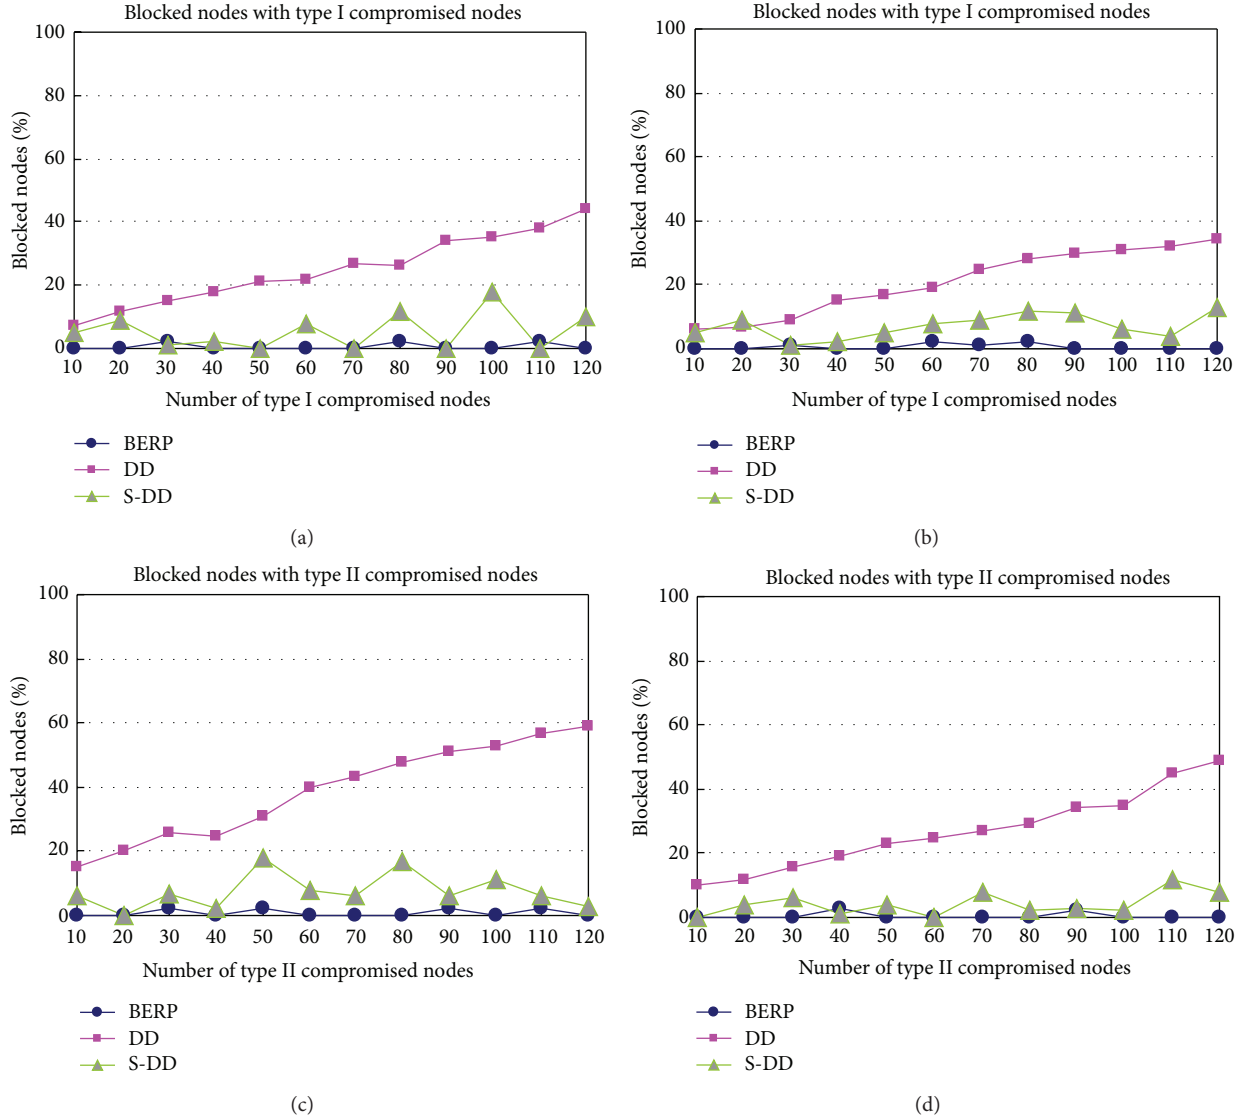 Blocked nodes with type I compromised nodes
100
80
60
40
20
0
Blocked nodes (%)
10 20 30 40 50 60 70 80 90 100 110 120
Number of type I compromised nodes
BERP
DD
S-DD
(a)
Blocked nodes with type I compromised nodes
100
80
60
40
20
0
Blocked nodes (%)
10 20 30 40 50 60 70 80 90 100 110 120
Number of type I compromised nodes
BERP
DD
S-DD
(b)
Blocked nodes with type II compromised nodes
100
80
60
40
20
0
Blocked nodes (%)
10 20 30 40 50 60 70 80 90 100 110 120
Number of type II compromised nodes
BERP
DD
S-DD
(c)
Blocked nodes with type II compromised nodes
100
80
60
40
20
0
Blocked nodes (%)
10 20 30 40 50 60 70 80 90 100 110 120
Number of type II compromised nodes
BERP
DD
S-DD
(d)